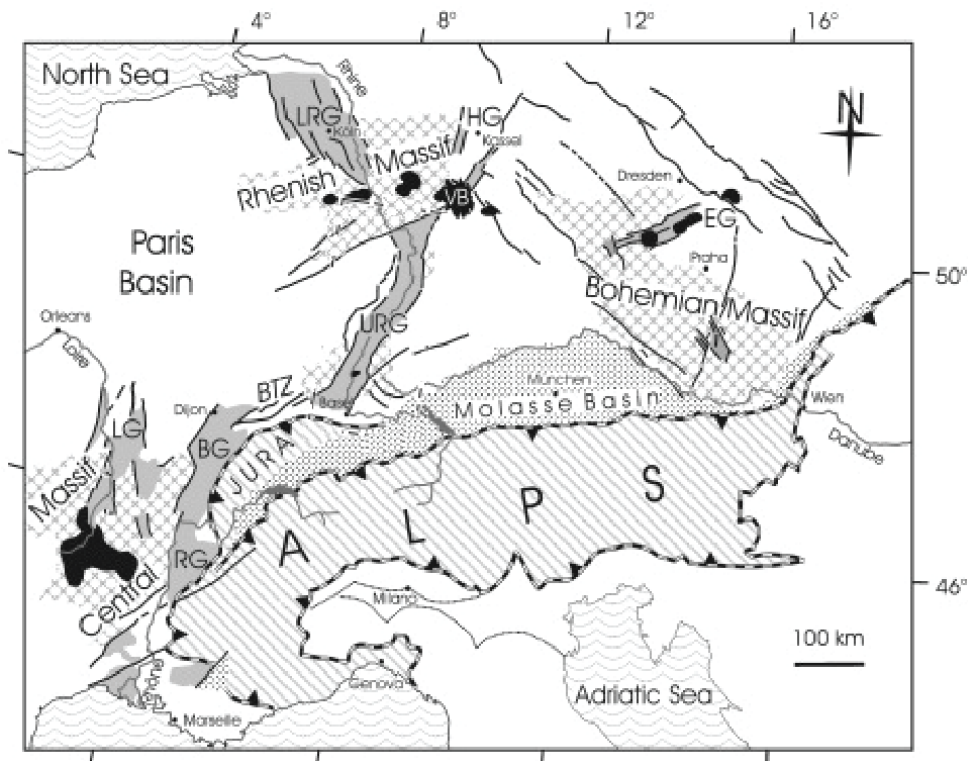 4° 8° 12° 16°
North Sea
Rhine
N
LRG
Köln
HG
Kassel
Rhenish Massif
VB
Dresden
EG
Praha
Paris
Basin
50°
Bohemian Massif
Orleans
Loire
URG
BTZ
Basel
München
Molasse Basin
Wien
Danube
Dijon
LG
BG
JURA
Massif
Central
RG
ALPS
46°
Milano
100 km
Rhône
Genova
Adriatic Sea
Marseille